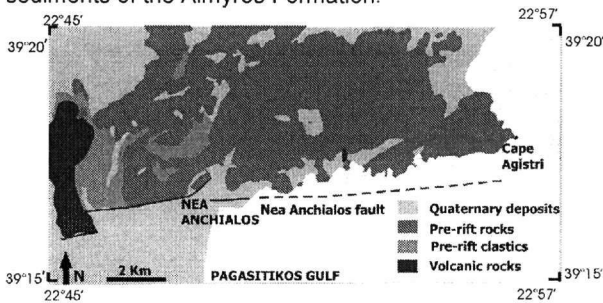 sediments of the Almyros Formation.
22°45′ 22°57′
39°20′ 39°20′
Cape
Agistri
NEA
ANCHIALOS Nea Anchialos fault
Quaternary deposits
Pre-rift rocks
Pre-rift clastics
Volcanic rocks
N 2 Km PAGASITIKOS GULF
39°15′ 39°15′
22°45′ 22°57′